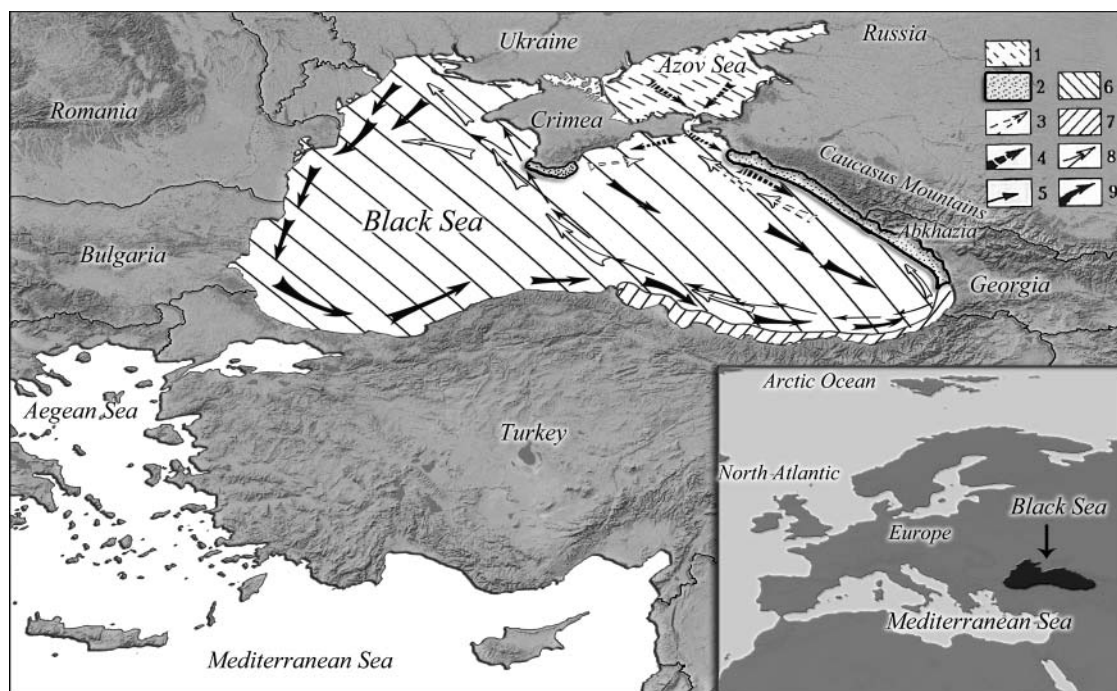 Ukraine
Russia
Azov Sea
Romania
Crimea
1
2
3
4
5
6
7
8
9
Caucasus Mountains
Black Sea
Abkhazia
Bulgaria
Georgia
Aegean Sea
Turkey
Mediterranean Sea
Arctic Ocean
North Atlantic
Black Sea
Europe
Mediterranean Sea